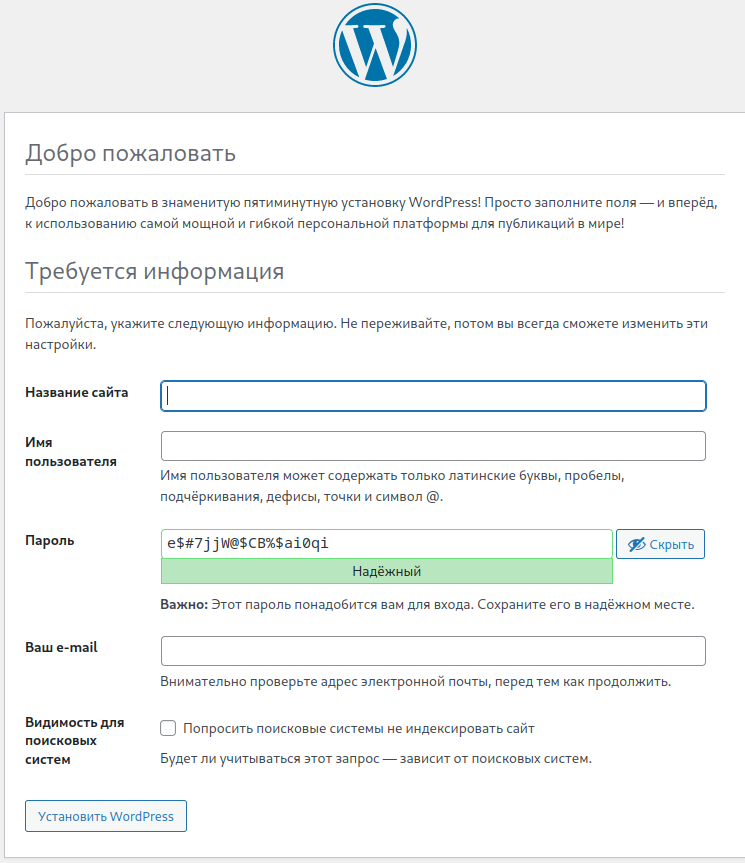 Добро пожаловать
Добро пожаловать в знаменитую пятиминутную установку WordPress! Просто заполните поля — и вперёд,
к использованию самой мощной и гибкой персональной платформы для публикаций в мире!
Требуется информация
Пожалуйста, укажите следующую информацию. Не переживайте, потом вы всегда сможете изменить эти
настройки.
Название сайта
Имя
пользователя
Имя пользователя может содержать только латинские буквы, пробелы,
подчёркивания, дефисы, точки и символ @.
Пароль
e$#7jjW@$CB%$ai0qi
Скрыть
Надёжный
Важно: Этот пароль понадобится вам для входа. Сохраните его в надёжном месте.
Ваш e-mail
Внимательно проверьте адрес электронной почты, перед тем как продолжить.
Видимость для
поисковых
систем
Попросить поисковые системы не индексировать сайт
Будет ли учитываться этот запрос — зависит от поисковых систем.
Установить WordPress